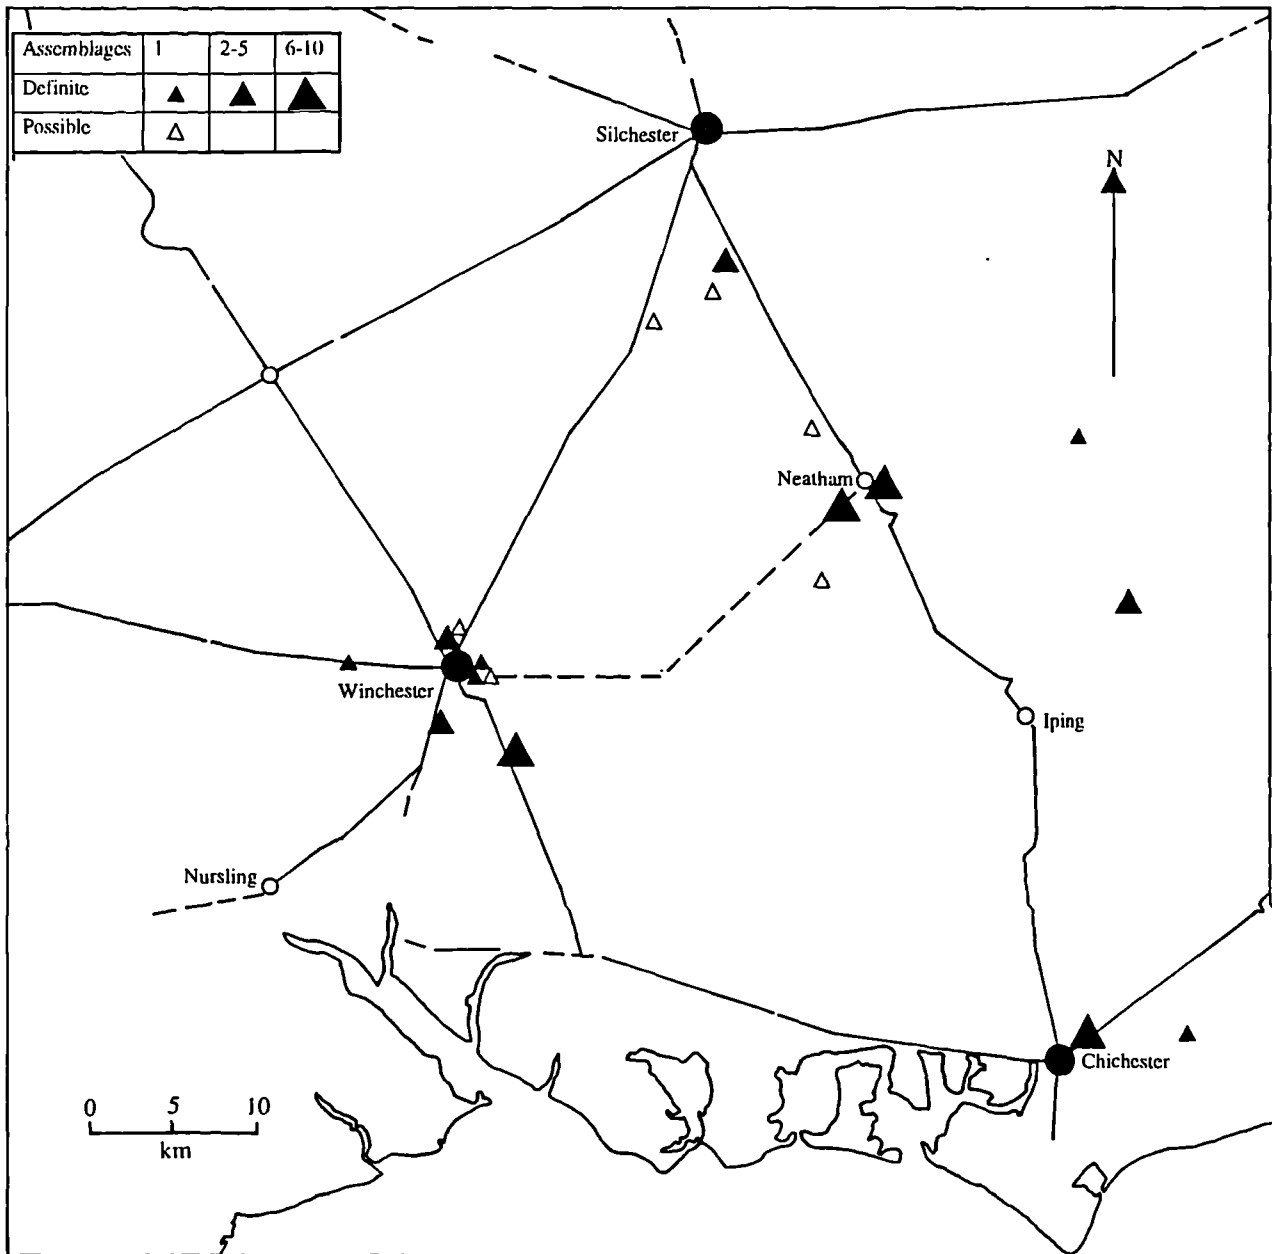 Assemblages 1 2-5 6-10
Definite
Possible
Silchester
N
Neatham
Winchester
Iping
Nursling
Chichester
0 5 10
km